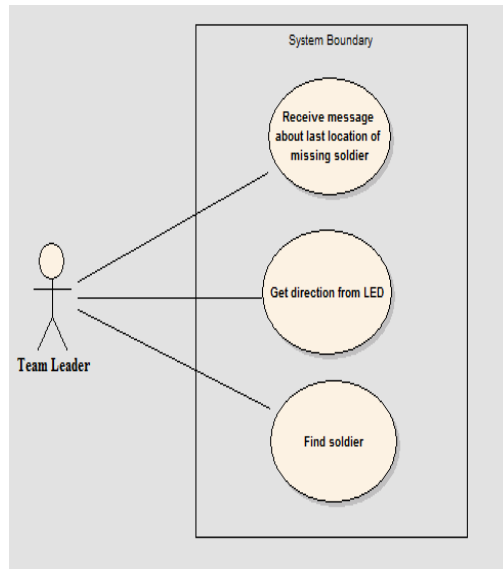 System Boundary
Receive message
about last location of
missing soldier
Get direction from LED
Team Leader
Find soldier